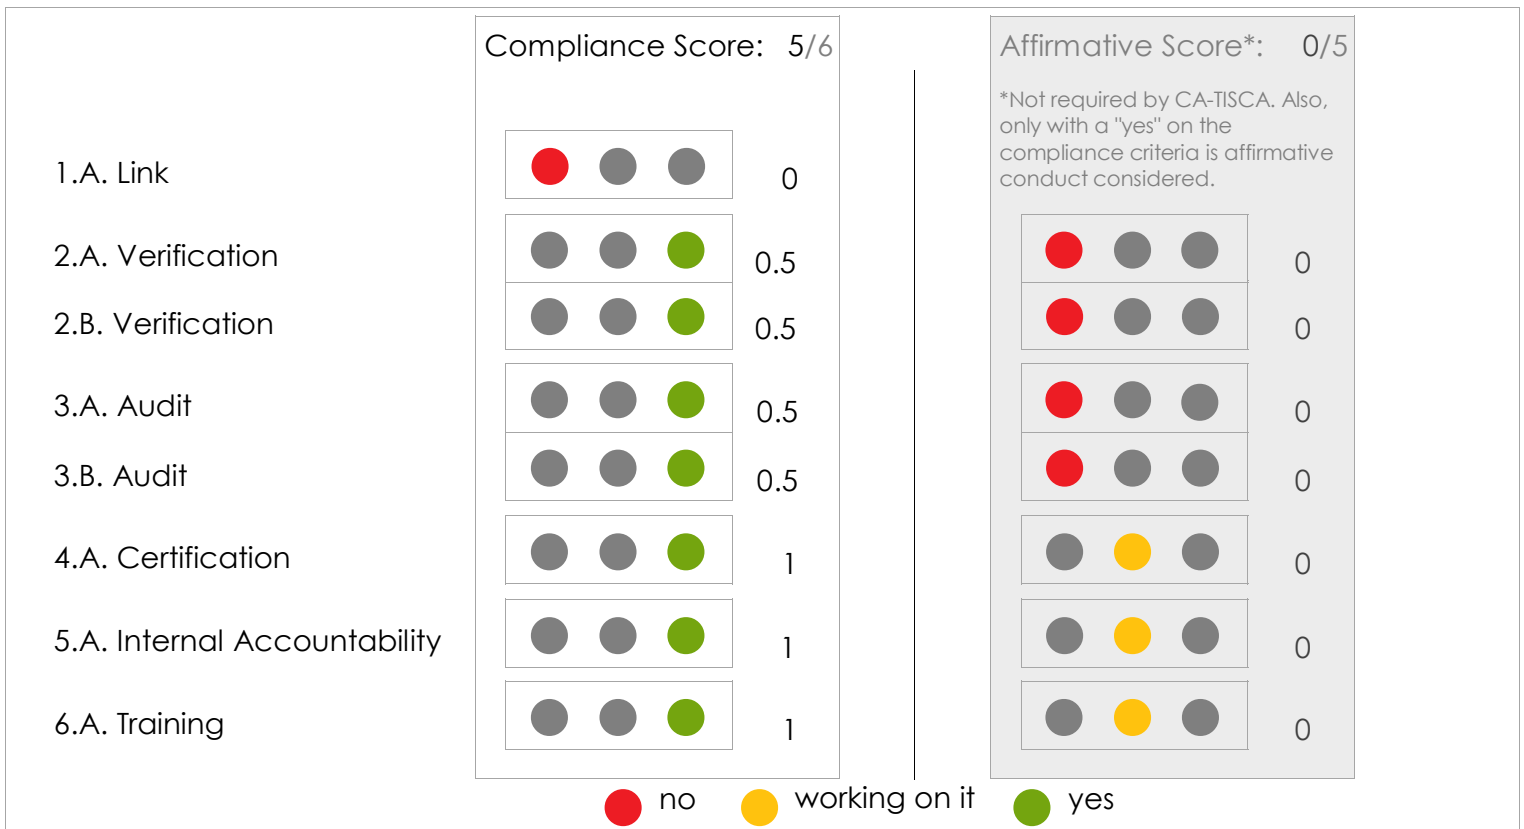 Compliance Score: 5/6
Affirmative Score*: 0/5
*Not required by CA-TISCA. Also,
only with a "yes" on the
compliance criteria is affirmative
conduct considered.
1.A. Link 0
2.A. Verification 0.5 0
2.B. Verification 0.5 0
3.A. Audit 0.5 0
3.B. Audit 0.5 0
4.A. Certification 1 0
5.A. Internal Accountability 1 0
6.A. Training 1 0
no working on it yes